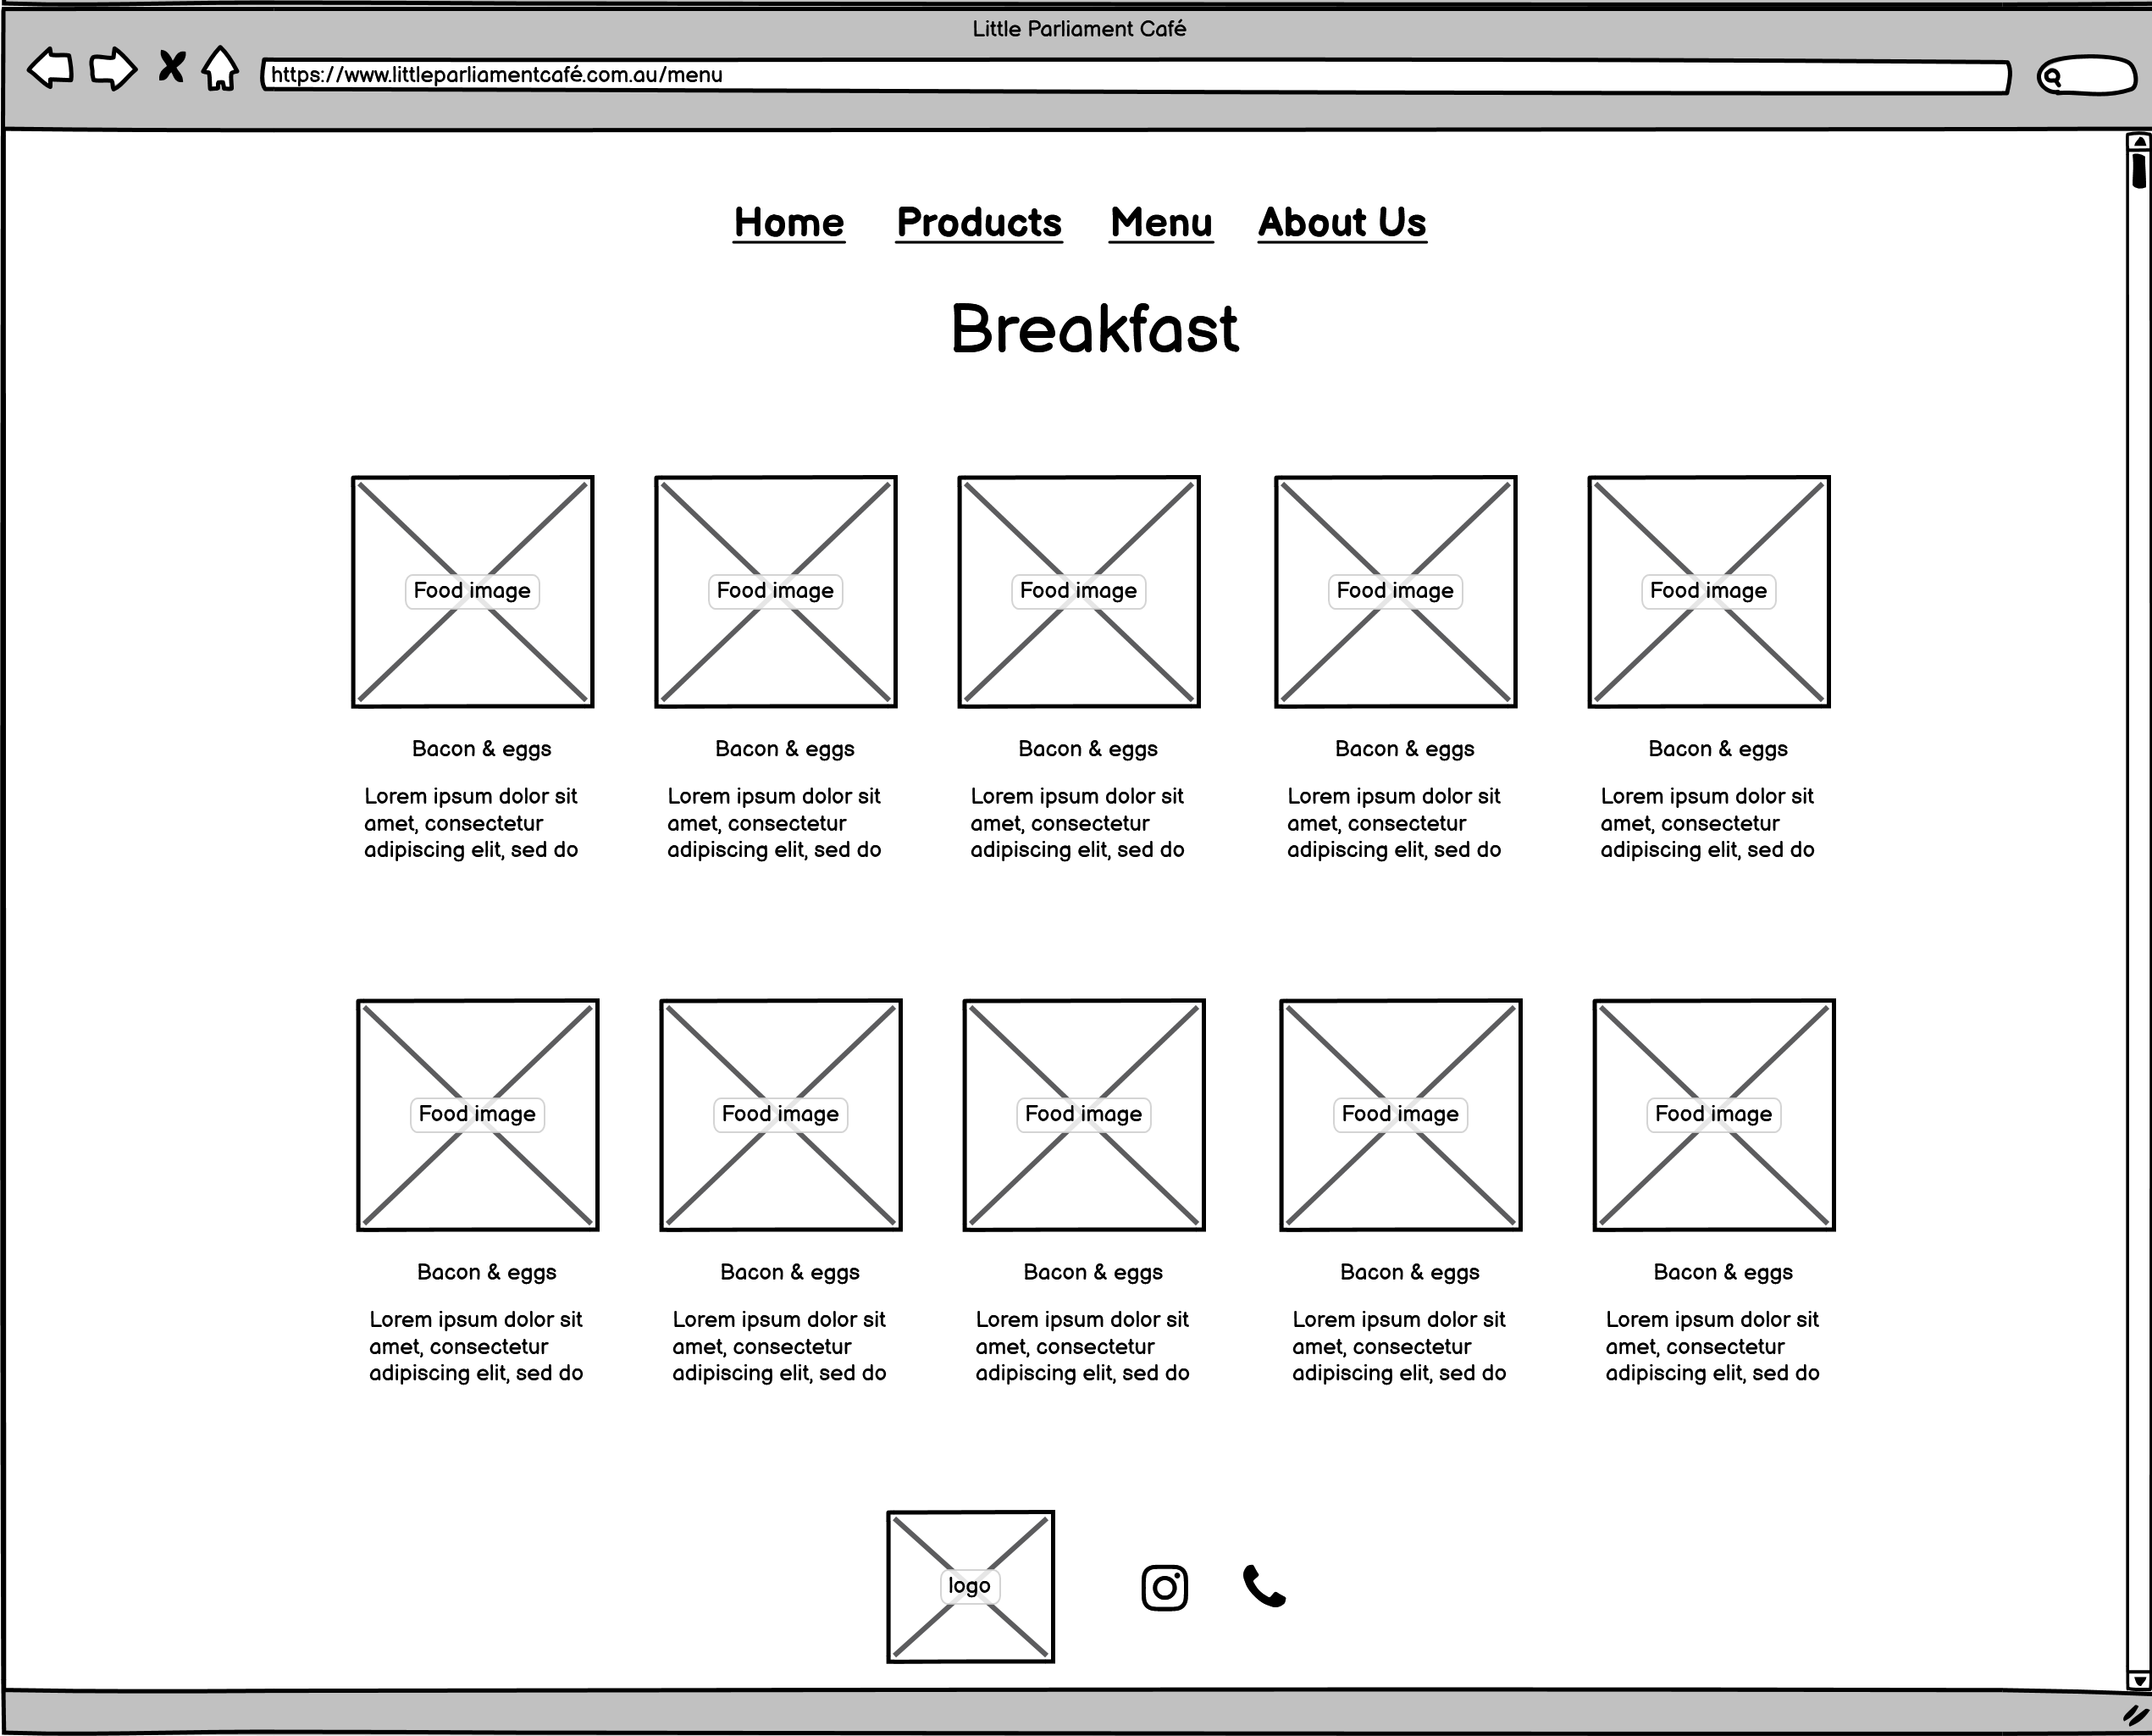 Little Parliament Café
https://www.littleparliamentcafé.com.au/menu
Home Products Menu About Us
Breakfast
Food image Food image Food image Food image Food image
Bacon & eggs Bacon & eggs Bacon & eggs Bacon & eggs Bacon & eggs
Lorem ipsum dolor sit Lorem ipsum dolor sit Lorem ipsum dolor sit Lorem ipsum dolor sit Lorem ipsum dolor sit
amet, consectetur amet, consectetur amet, consectetur amet, consectetur amet, consectetur
adipiscing elit, sed do adipiscing elit, sed do adipiscing elit, sed do adipiscing elit, sed do adipiscing elit, sed do
Food image Food image Food image Food image Food image
Bacon & eggs Bacon & eggs Bacon & eggs Bacon & eggs Bacon & eggs
Lorem ipsum dolor sit Lorem ipsum dolor sit Lorem ipsum dolor sit Lorem ipsum dolor sit Lorem ipsum dolor sit
amet, consectetur amet, consectetur amet, consectetur amet, consectetur amet, consectetur
adipiscing elit, sed do adipiscing elit, sed do adipiscing elit, sed do adipiscing elit, sed do adipiscing elit, sed do
logo